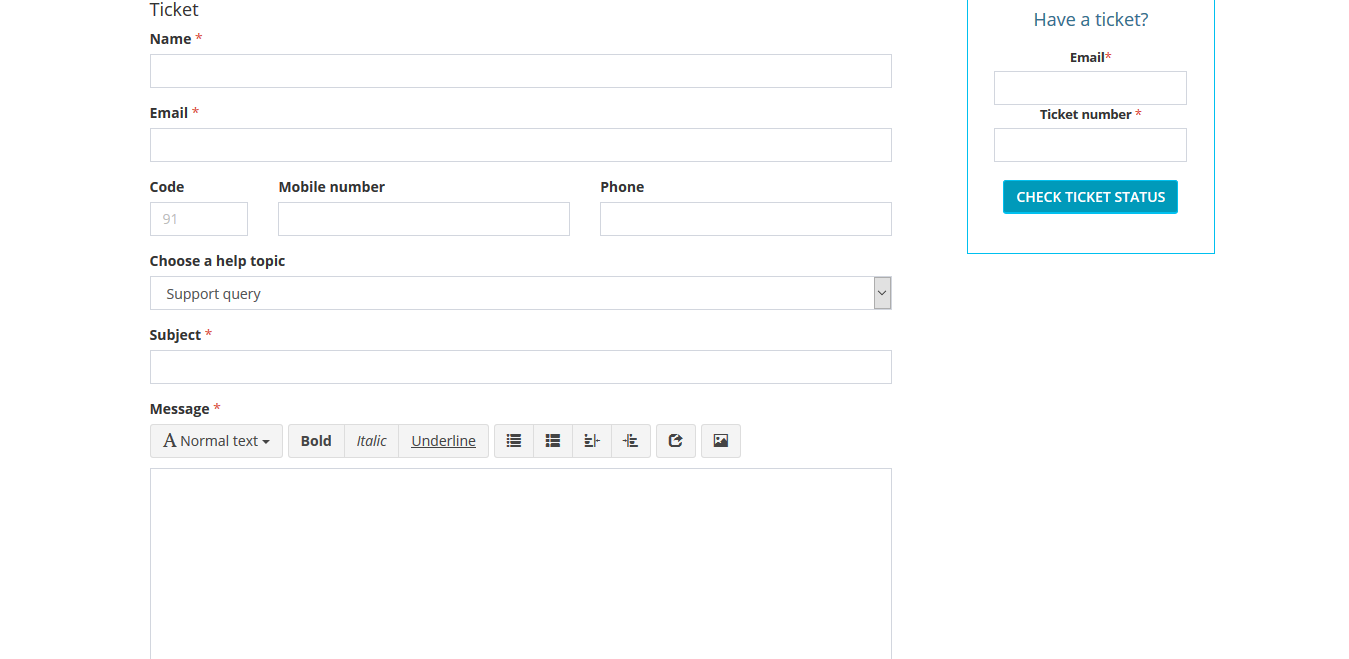 Ticket
Name *
Email *
Code Mobile number Phone
91
Choose a help topic
Support query
Subject *
Message *
A Normal text Bold Italic Underline
Have a ticket?
Email*
Ticket number *
CHECK TICKET STATUS